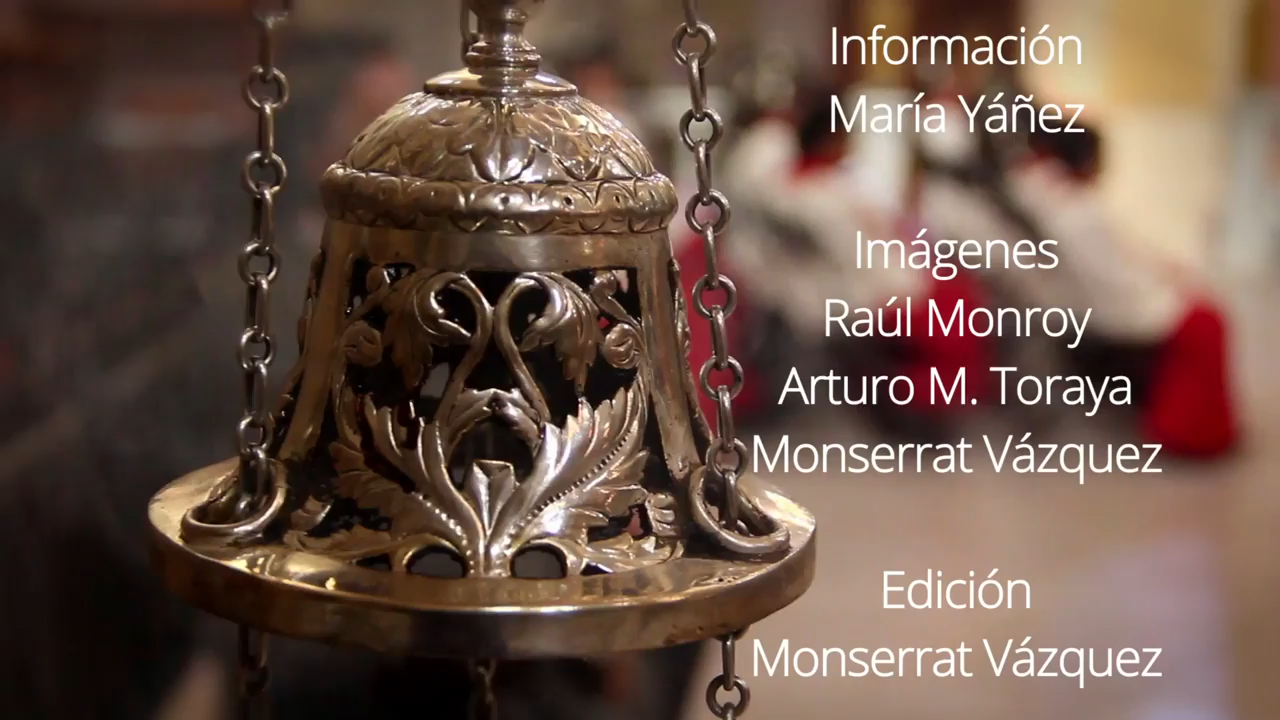 Información
María Yáñez
Imágenes
Raúl Monroy
Arturo M. Toraya
Monserrat Vázquez
Edición
Monserrat Vázquez